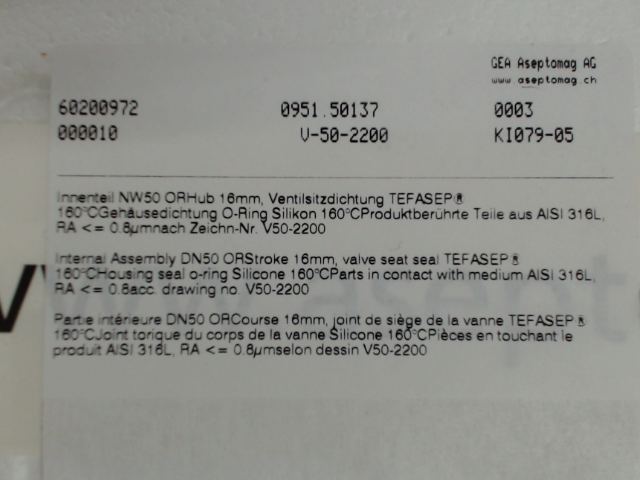 GEA Aseptomag AG
www.aseptomag.ch
60200972 0951.50137 0003
000010 V-50-2200 KI079-05
Innenteil NW50 ORHub 16mm, Ventilsitzdichtung TEFASEP®
160°CGehäusedichtung O-Ring Silikon 160°CProduktberührte Teile aus AISI 316L,
RA <= 0.8µmnach Zeichn-Nr. V50-2200
Internal Assembly DN50 ORStroke 16mm, valve seat seal TEFASEP®
160°CHousing seal o-ring Silicone 160°CParts in contact with medium AISI 316L,
RA <= 0.8acc. drawing no. V50-2200
Partie intérieure DN50 ORCourse 16mm, joint de siège de la vanne TEFASEP®
160°CJoint torique du corps de la vanne Silicone 160°CPièces en touchant le
produit AISI 316L, RA <= 0.8µmselon dessin V50-2200